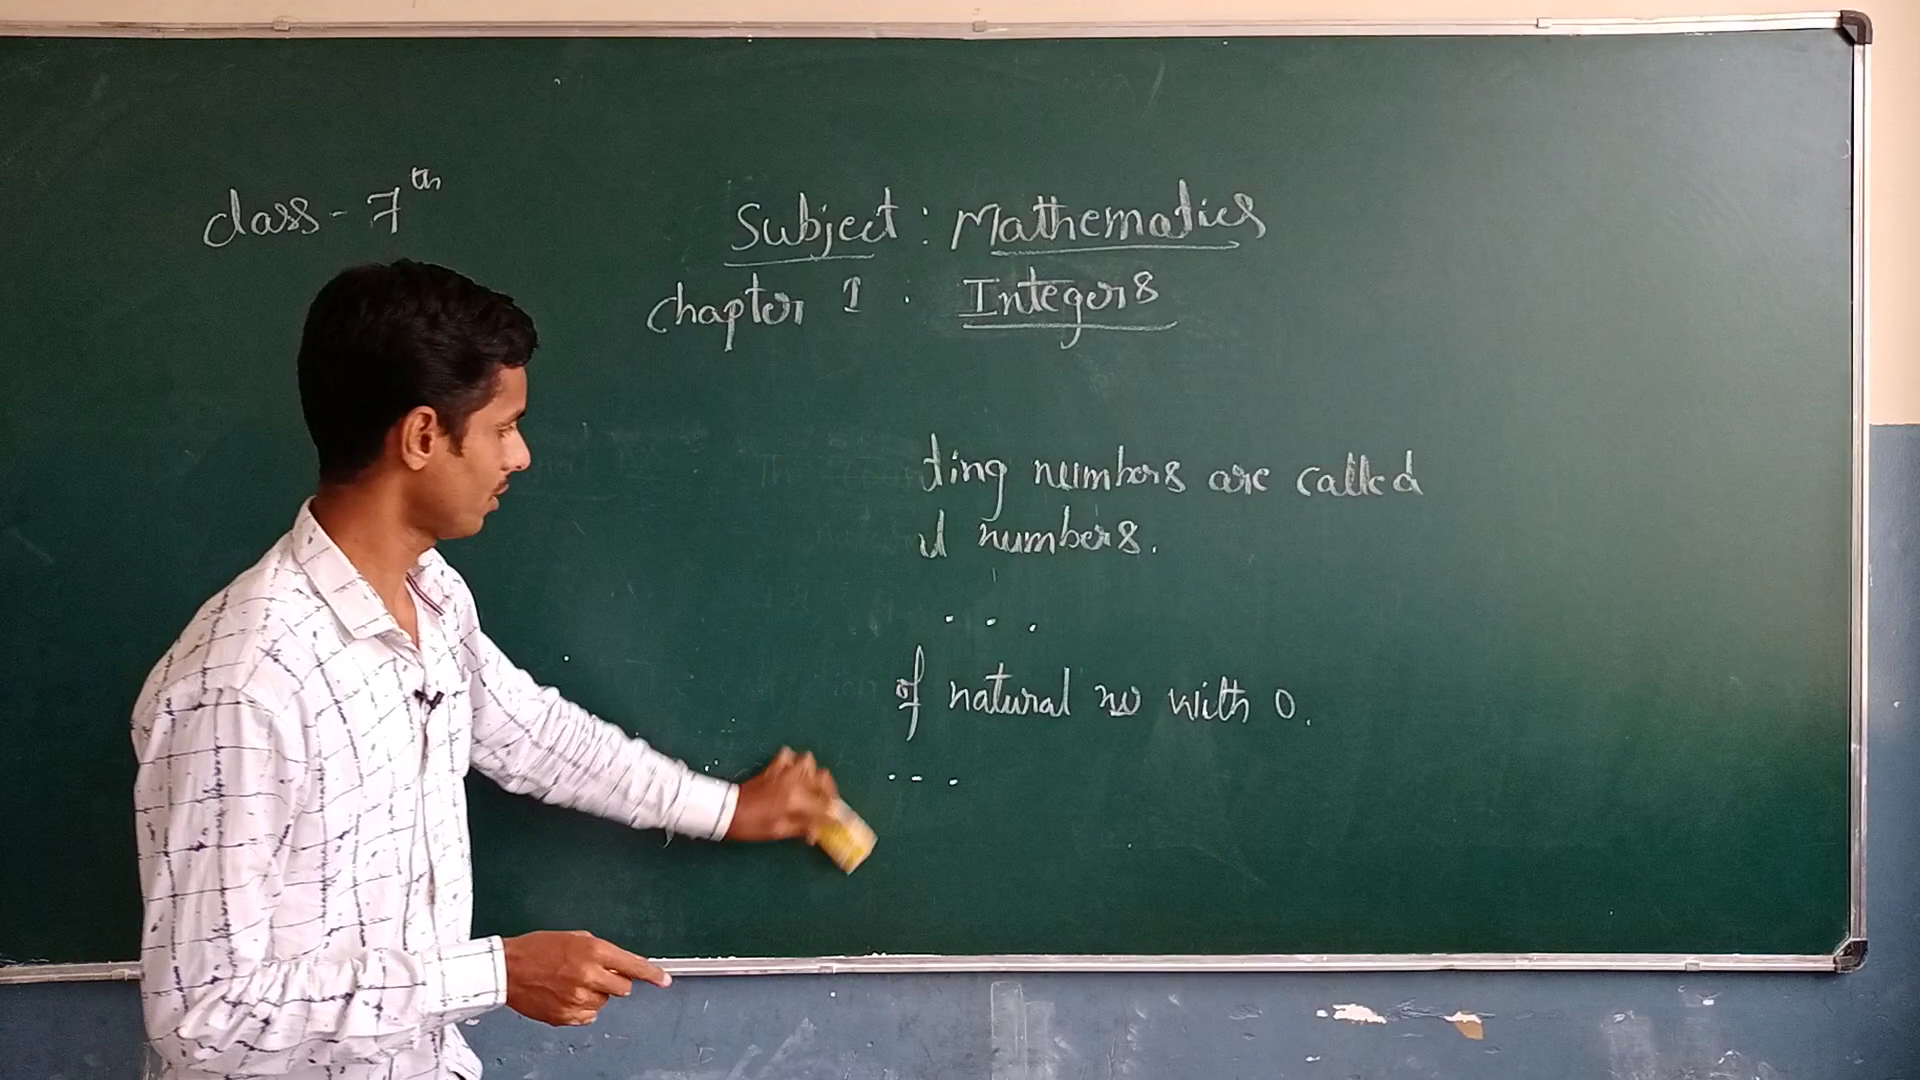 class - 7th
Subject : Mathematics
chapter 1 . Integers
ting numbers are called
l numbers.
. . .
of natural no with 0.
. . .